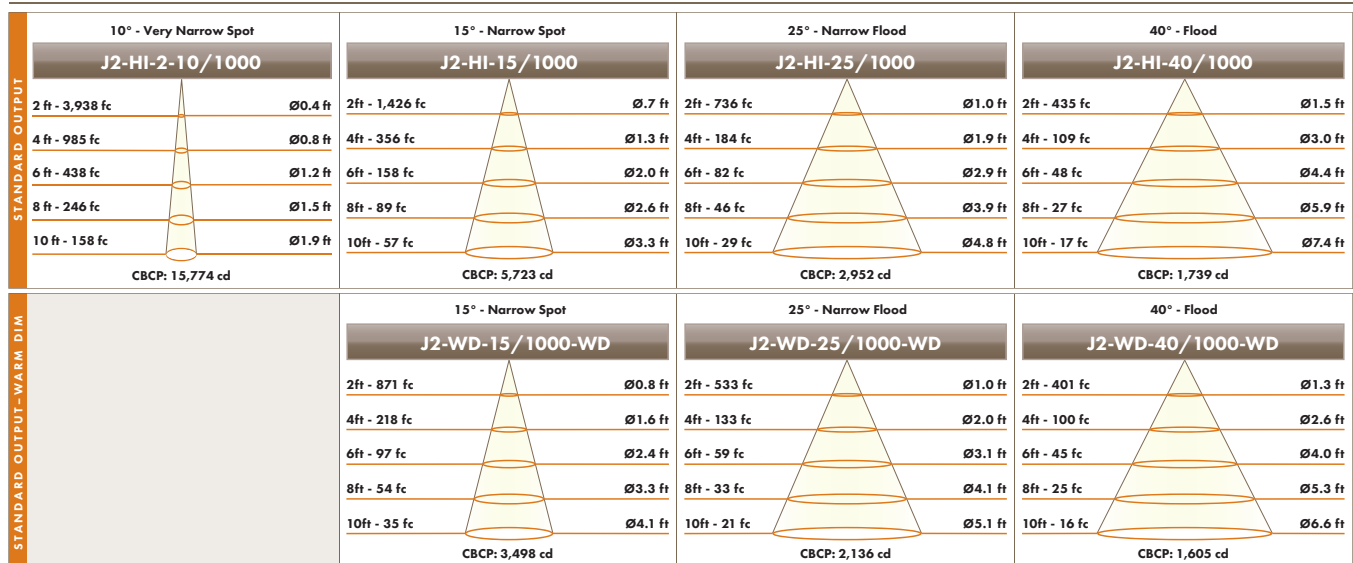 STANDARD OUTPUT
10° - Very Narrow Spot
J2-HI-2-10/1000
2 ft - 3,938 fc Ø0.4 ft
4 ft - 985 fc Ø0.8 ft
6 ft - 438 fc Ø1.2 ft
8 ft - 246 fc Ø1.5 ft
10 ft - 158 fc Ø1.9 ft
CBCP: 15,774 cd
15° - Narrow Spot
J2-HI-15/1000
2ft - 1,426 fc Ø.7 ft
4ft - 356 fc Ø1.3 ft
6ft - 158 fc Ø2.0 ft
8ft - 89 fc Ø2.6 ft
10ft - 57 fc Ø3.3 ft
CBCP: 5,723 cd
25° - Narrow Flood
J2-HI-25/1000
2ft - 736 fc Ø1.0 ft
4ft - 184 fc Ø1.9 ft
6ft - 82 fc Ø2.9 ft
8ft - 46 fc Ø3.9 ft
10ft - 29 fc Ø4.8 ft
CBCP: 2,952 cd
40° - Flood
J2-HI-40/1000
2ft - 435 fc Ø1.5 ft
4ft - 109 fc Ø3.0 ft
6ft - 48 fc Ø4.4 ft
8ft - 27 fc Ø5.9 ft
10ft - 17 fc Ø7.4 ft
CBCP: 1,739 cd
STANDARD OUTPUT–WARM DIM
15° - Narrow Spot
J2-WD-15/1000-WD
2ft - 871 fc Ø0.8 ft
4ft - 218 fc Ø1.6 ft
6ft - 97 fc Ø2.4 ft
8ft - 54 fc Ø3.3 ft
10ft - 35 fc Ø4.1 ft
CBCP: 3,498 cd
25° - Narrow Flood
J2-WD-25/1000-WD
2ft - 533 fc Ø1.0 ft
4ft - 133 fc Ø2.0 ft
6ft - 59 fc Ø3.1 ft
8ft - 33 fc Ø4.1 ft
10ft - 21 fc Ø5.1 ft
CBCP: 2,136 cd
40° - Flood
J2-WD-40/1000-WD
2ft - 401 fc Ø1.3 ft
4ft - 100 fc Ø2.6 ft
6ft - 45 fc Ø4.0 ft
8ft - 25 fc Ø5.3 ft
10ft - 16 fc Ø6.6 ft
CBCP: 1,605 cd